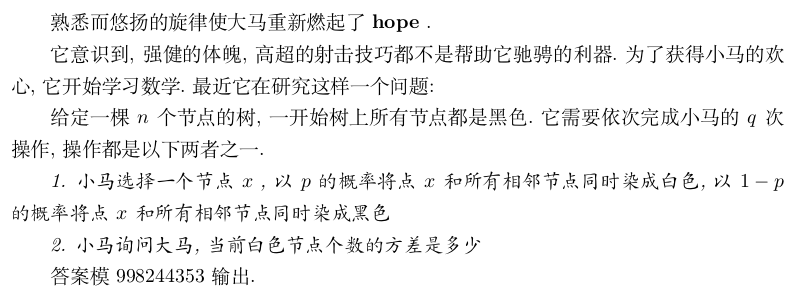 熟悉而悠扬的旋律使大马重新燃起了 hope .
它意识到, 强健的体魄, 高超的射击技巧都不是帮助它驰骋的利器. 为了获得小马的欢
心, 它开始学习数学. 最近它在研究这样一个问题:
给定一棵 n 个节点的树, 一开始树上所有节点都是黑色. 它需要依次完成小马的 q 次
操作, 操作都是以下两者之一.
1. 小马选择一个节点 x , 以 p 的概率将点 x 和所有相邻节点同时染成白色, 以 1 − p
的概率将点 x 和所有相邻节点同时染成黑色
2. 小马询问大马, 当前白色节点个数的方差是多少
答案模 998244353 输出.